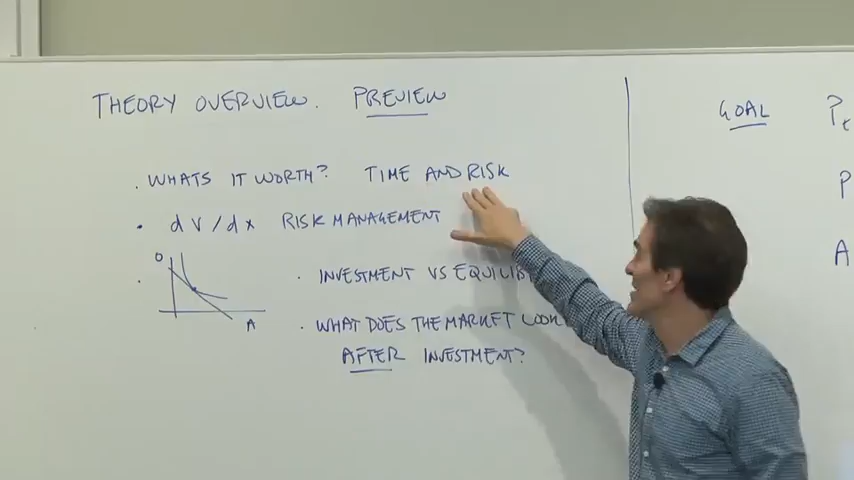 THEORY OVERVIEW. PREVIEW
. WHATS IT WORTH? TIME AND RISK
. dV/dx RISK MANAGEMENT
O
A
. INVESTMENT VS
. WHAT DOES THE MARKET LOOK
AFTER INVESTMENT?
GOAL Pt
P
A